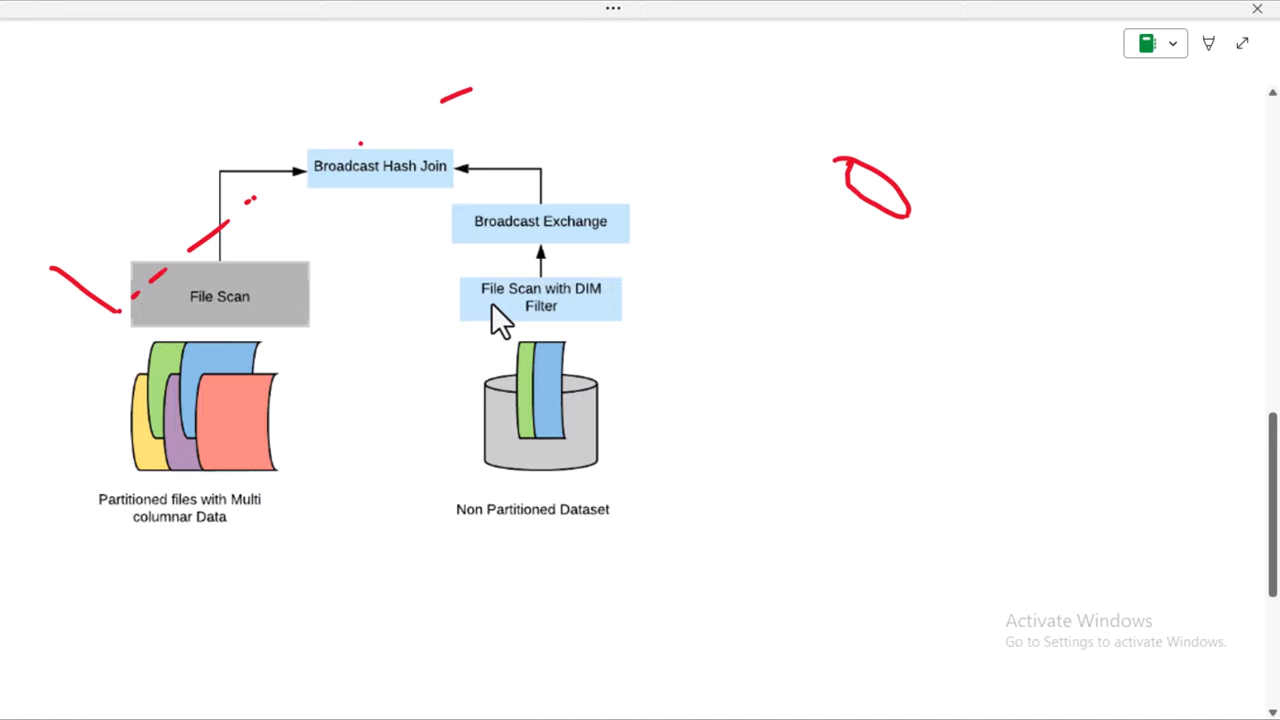 Broadcast Hash Join
Broadcast Exchange
File Scan
File Scan with DIM
Filter
Partitioned files with Multi
columnar Data
Non Partitioned Dataset
Activate Windows
Go to Settings to activate Windows.